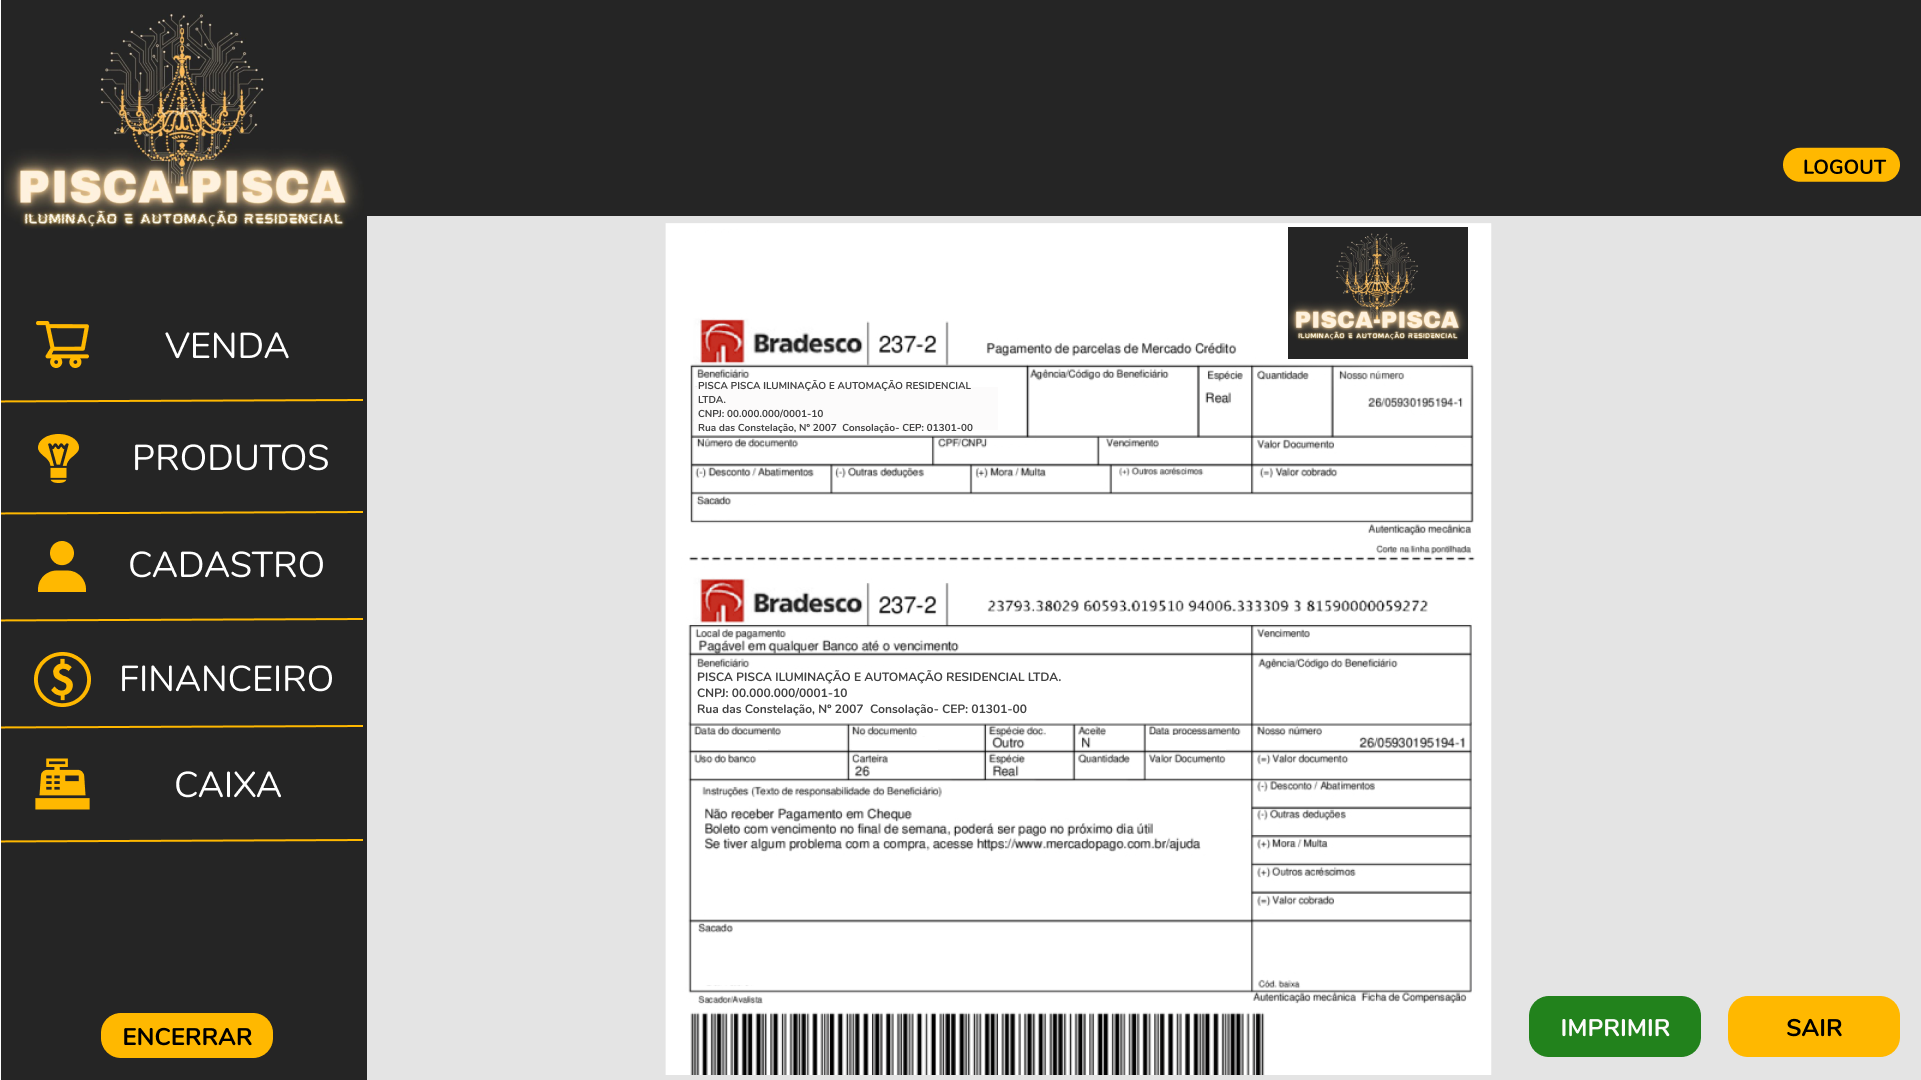 PISCA-PISCA
ILUMINAÇÃO E AUTOMAÇÃO RESIDENCIAL
LOGOUT
VENDA
PRODUTOS
CADASTRO
FINANCEIRO
CAIXA
ENCERRAR
PISCA-PISCA
ILUMINAÇÃO E AUTOMAÇÃO RESIDENCIAL
Bradesco 237-2 Pagamento de parcelas de Mercado Crédito
Beneficiário Agência/Código do Beneficiário Espécie Quantidade Nosso número
PISCA PISCA ILUMINAÇÃO E AUTOMAÇÃO RESIDENCIAL
LTDA.
Real 26/05930195194-1
CNPJ: 00.000.000/0001-10
Rua das Constelação, Nº 2007 Consolação- CEP: 01301-00
Número de documento CPF/CNPJ Vencimento Valor Documento
(-) Desconto / Abatimentos (-) Outras deduções (+) Mora / Multa (+) Outros acréscimos (=) Valor cobrado
Sacado
Autenticação mecânica
Corte na linha pontilhada
Bradesco 237-2 23793.38029 60593.019510 94006.333309 3 81590000059272
Local de pagamento Vencimento
Pagável em qualquer Banco até o vencimento
Beneficiário Agência/Código do Beneficiário
PISCA PISCA ILUMINAÇÃO E AUTOMAÇÃO RESIDENCIAL LTDA.
CNPJ: 00.000.000/0001-10
Rua das Constelação, Nº 2007 Consolação- CEP: 01301-00
Data do documento No documento Espécie doc. Aceite Data processamento Nosso número
Outro N 26/05930195194-1
Uso do banco Carteira Espécie Quantidade Valor Documento (=) Valor documento
26 Real
Instruções (Texto de responsabilidade do Beneficiário) (-) Desconto / Abatimentos
Não receber Pagamento em Cheque (-) Outras deduções
Boleto com vencimento no final de semana, poderá ser pago no próximo dia útil
Se tiver algum problema com a compra, acesse https://www.mercadopago.com.br/ajuda (+) Mora / Multa
(+) Outros acréscimos
(=) Valor cobrado
Sacado
Cód. baixa
Sacador/Avalista Autenticação mecânica Ficha de Compensação
IMPRIMIR
SAIR